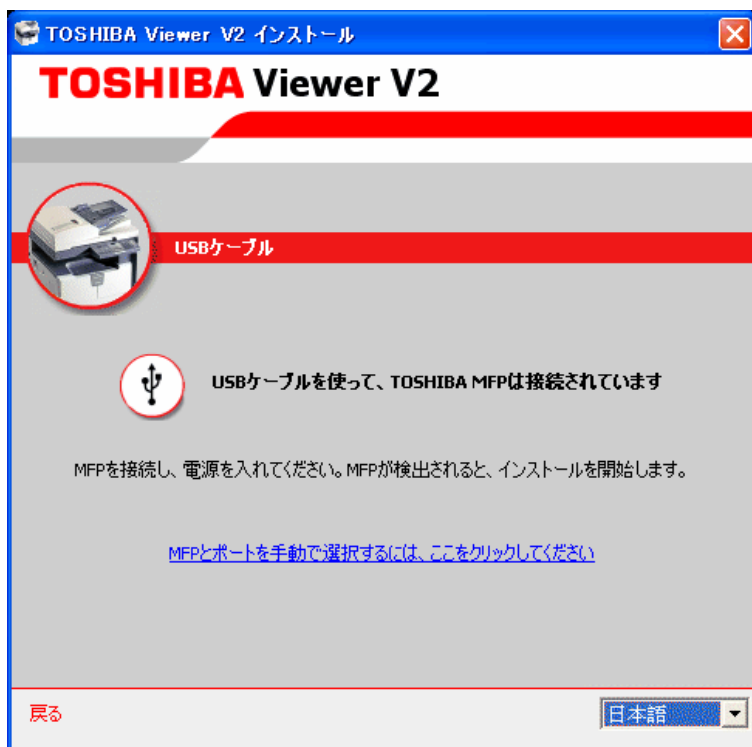 TOSHIBA Viewer V2 インストール
TOSHIBA Viewer V2
USBケーブル
USBケーブルを使って、TOSHIBA MFPは接続されています
MFPを接続し、電源を入れてください。MFPが検出されると、インストールを開始します。
MFPとポートを手動で選択するには、ここをクリックしてください
戻る
日本語